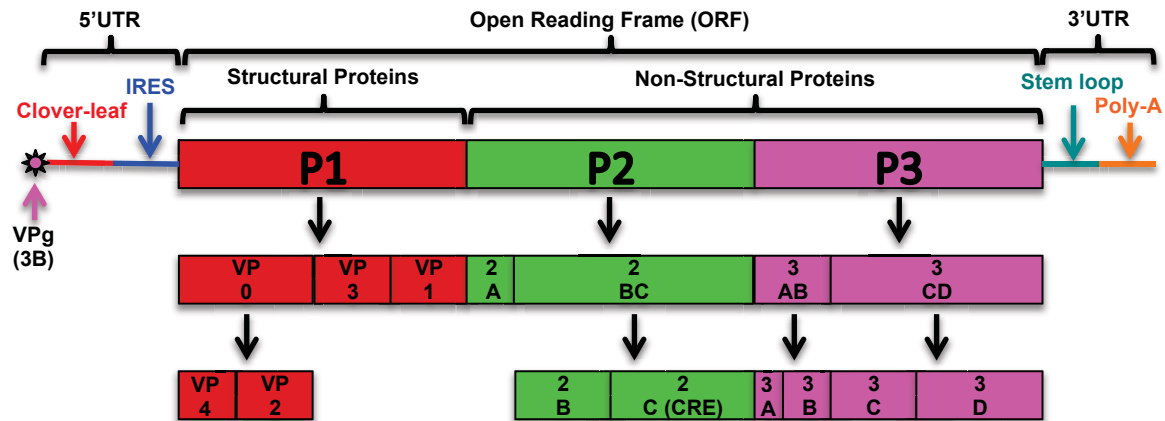 5’UTR
Open Reading Frame (ORF)
3’UTR
Structural Proteins
Non-Structural Proteins
IRES
Stem loop
Clover-leaf
Poly-A
P1
P2
P3
VPg
(3B)
VP
0
VP
3
VP
1
2
A
2
BC
3
AB
3
CD
VP
4
VP
2
2
B
2
C (CRE)
3
A
3
B
3
C
3
D